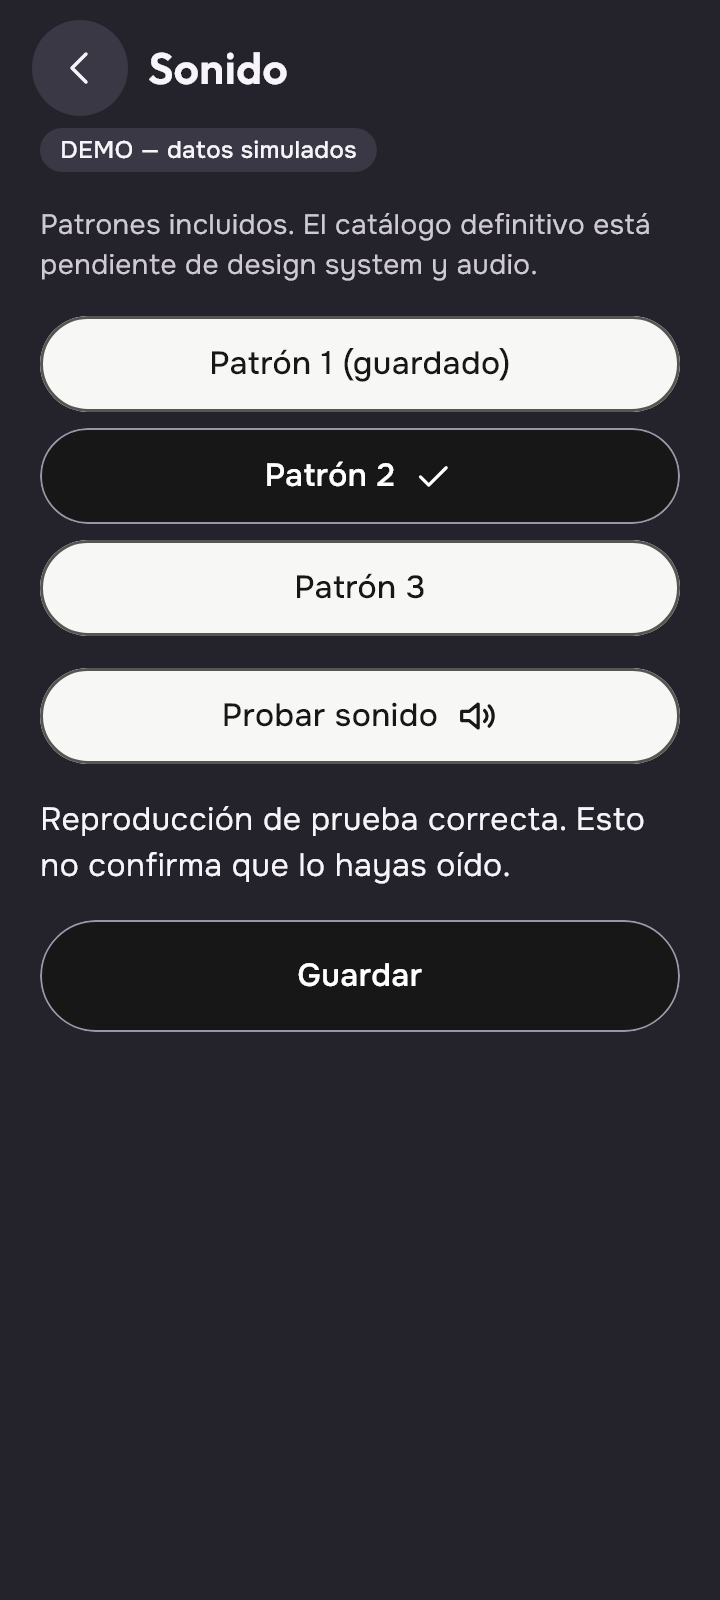 Sonido
DEMO — datos simulados
Patrones incluidos. El catálogo definitivo está
pendiente de design system y audio.
Patrón 1 (guardado)
Patrón 2
Patrón 3
Probar sonido
Reproducción de prueba correcta. Esto
no confirma que lo hayas oído.
Guardar